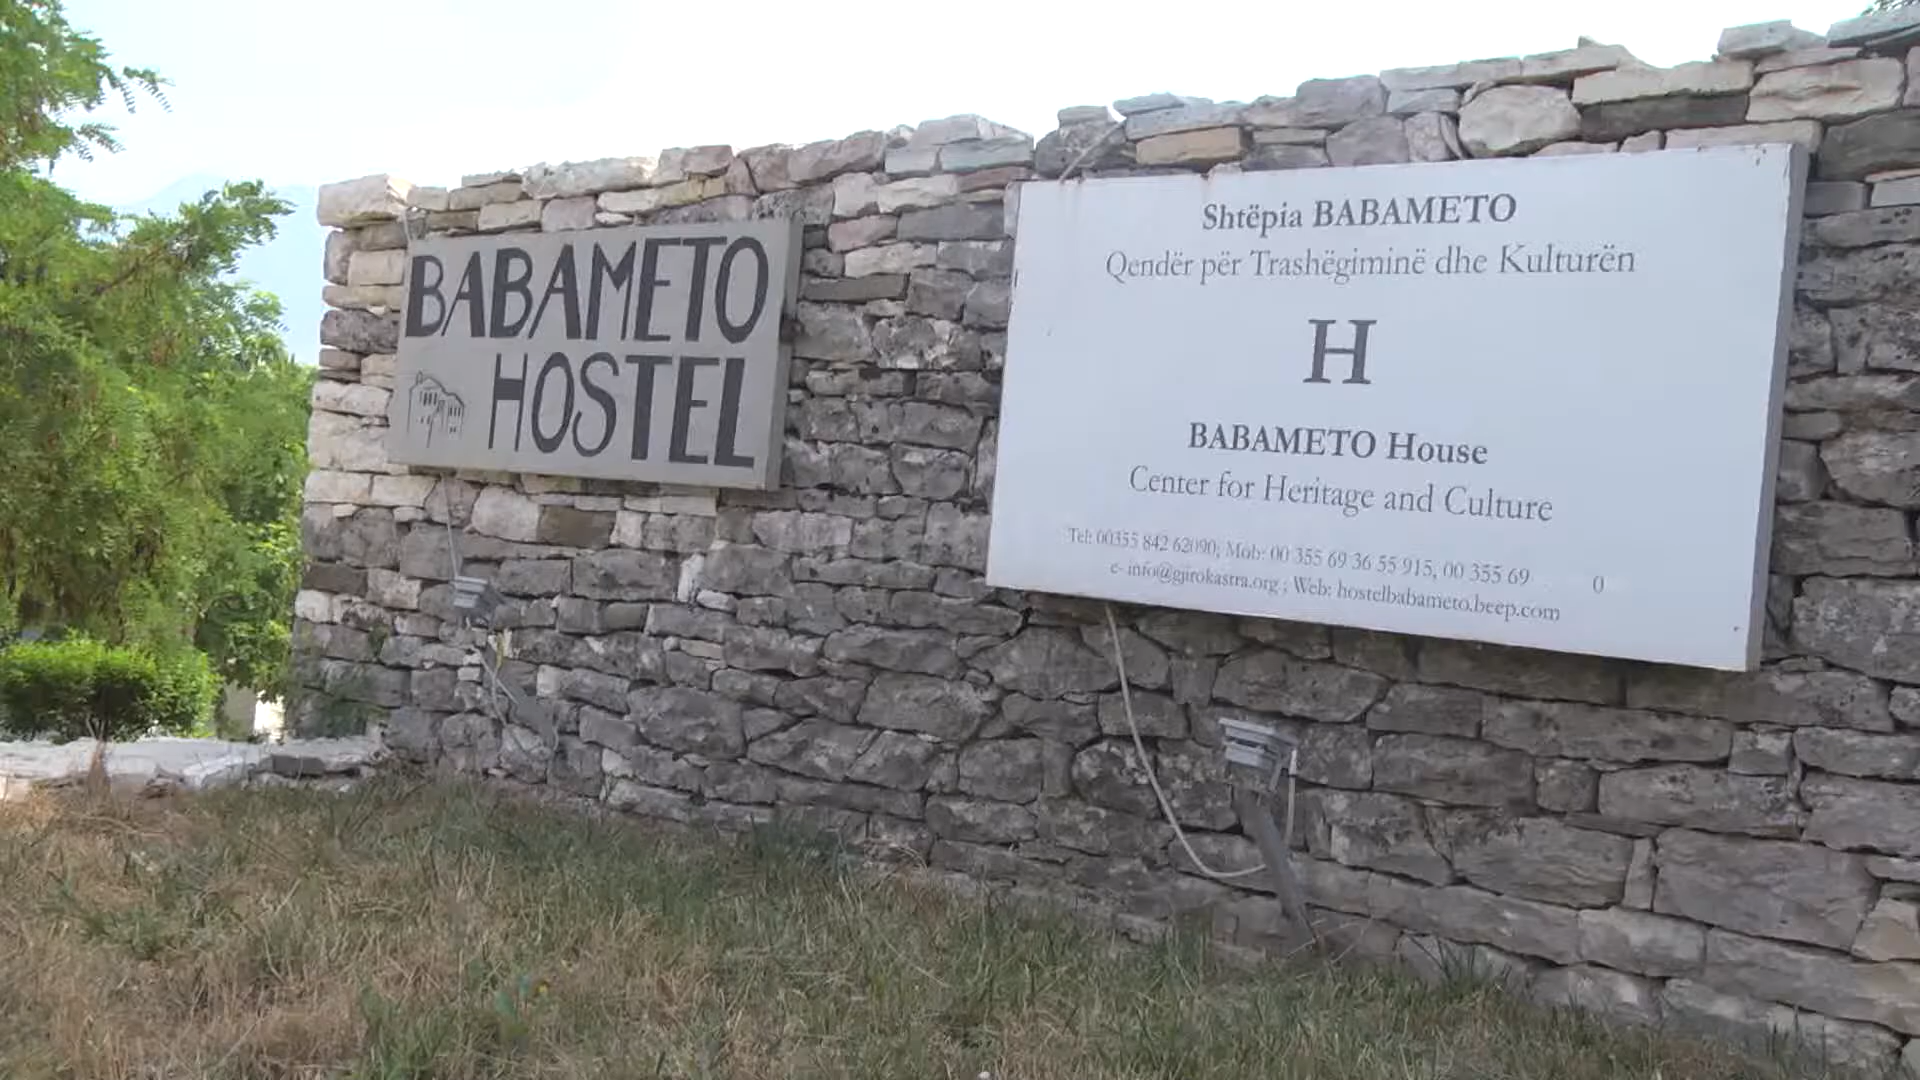 BABAMETO
HOSTEL
Shtëpia BABAMETO
Qendër për Trashëgiminë dhe Kulturën
H
BABAMETO House
Center for Heritage and Culture
Tel: 00355 842 62090; Mob: 00 355 69 36 55 915, 00 355 69 0
e- info@gjirokastra.org ; Web: hostelbabameto.beep.com